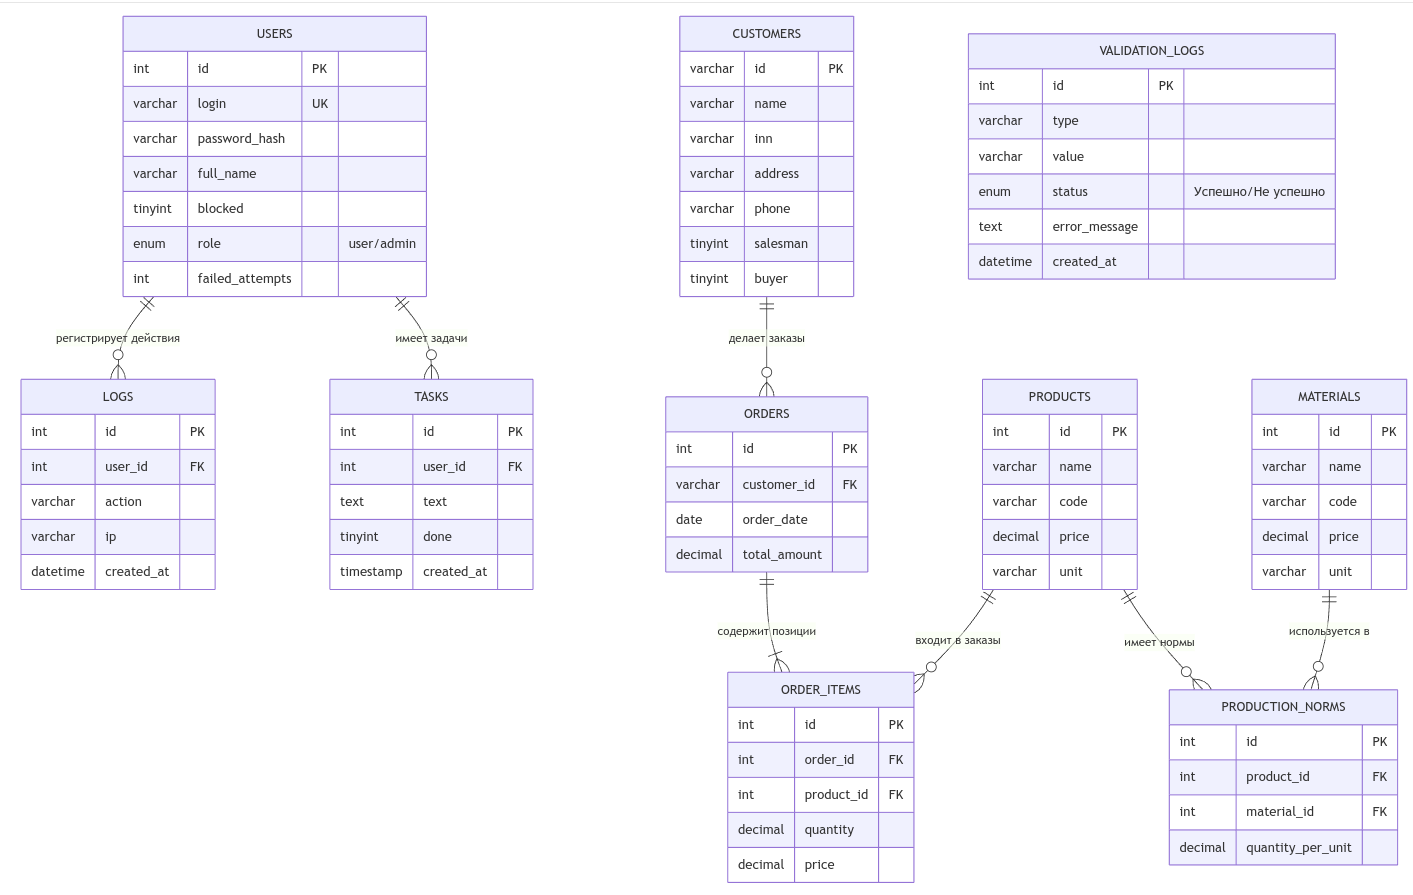 USERS
int id PK
varchar login UK
varchar password_hash
varchar full_name
tinyint blocked
enum role user/admin
int failed_attempts
CUSTOMERS
varchar id PK
varchar name
varchar inn
varchar address
varchar phone
tinyint salesman
tinyint buyer
VALIDATION_LOGS
int id PK
varchar type
varchar value
enum status Успешно/Не успешно
text error_message
datetime created_at
регистрирует действия
имеет задачи
делает заказы
LOGS
int id PK
int user_id FK
varchar action
varchar ip
datetime created_at
TASKS
int id PK
int user_id FK
text text
tinyint done
timestamp created_at
ORDERS
int id PK
varchar customer_id FK
date order_date
decimal total_amount
PRODUCTS
int id PK
varchar name
varchar code
decimal price
varchar unit
MATERIALS
int id PK
varchar name
varchar code
decimal price
varchar unit
содержит позиции
входит в заказы
имеет нормы
используется в
ORDER_ITEMS
int id PK
int order_id FK
int product_id FK
decimal quantity
decimal price
PRODUCTION_NORMS
int id PK
int product_id FK
int material_id FK
decimal quantity_per_unit